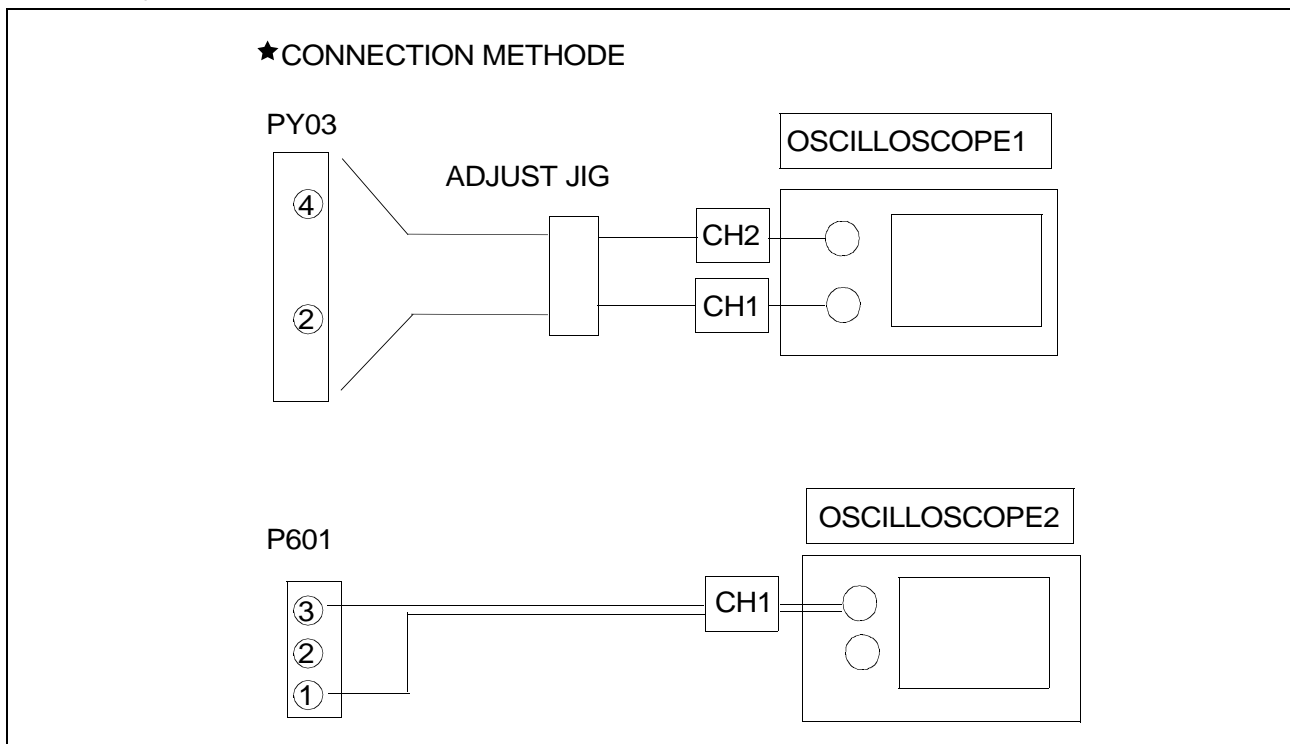 ★CONNECTION METHODE
PY03
OSCILLOSCOPE1
ADJUST JIG
④
CH2
②
CH1
OSCILLOSCOPE2
P601
③
CH1
②
①